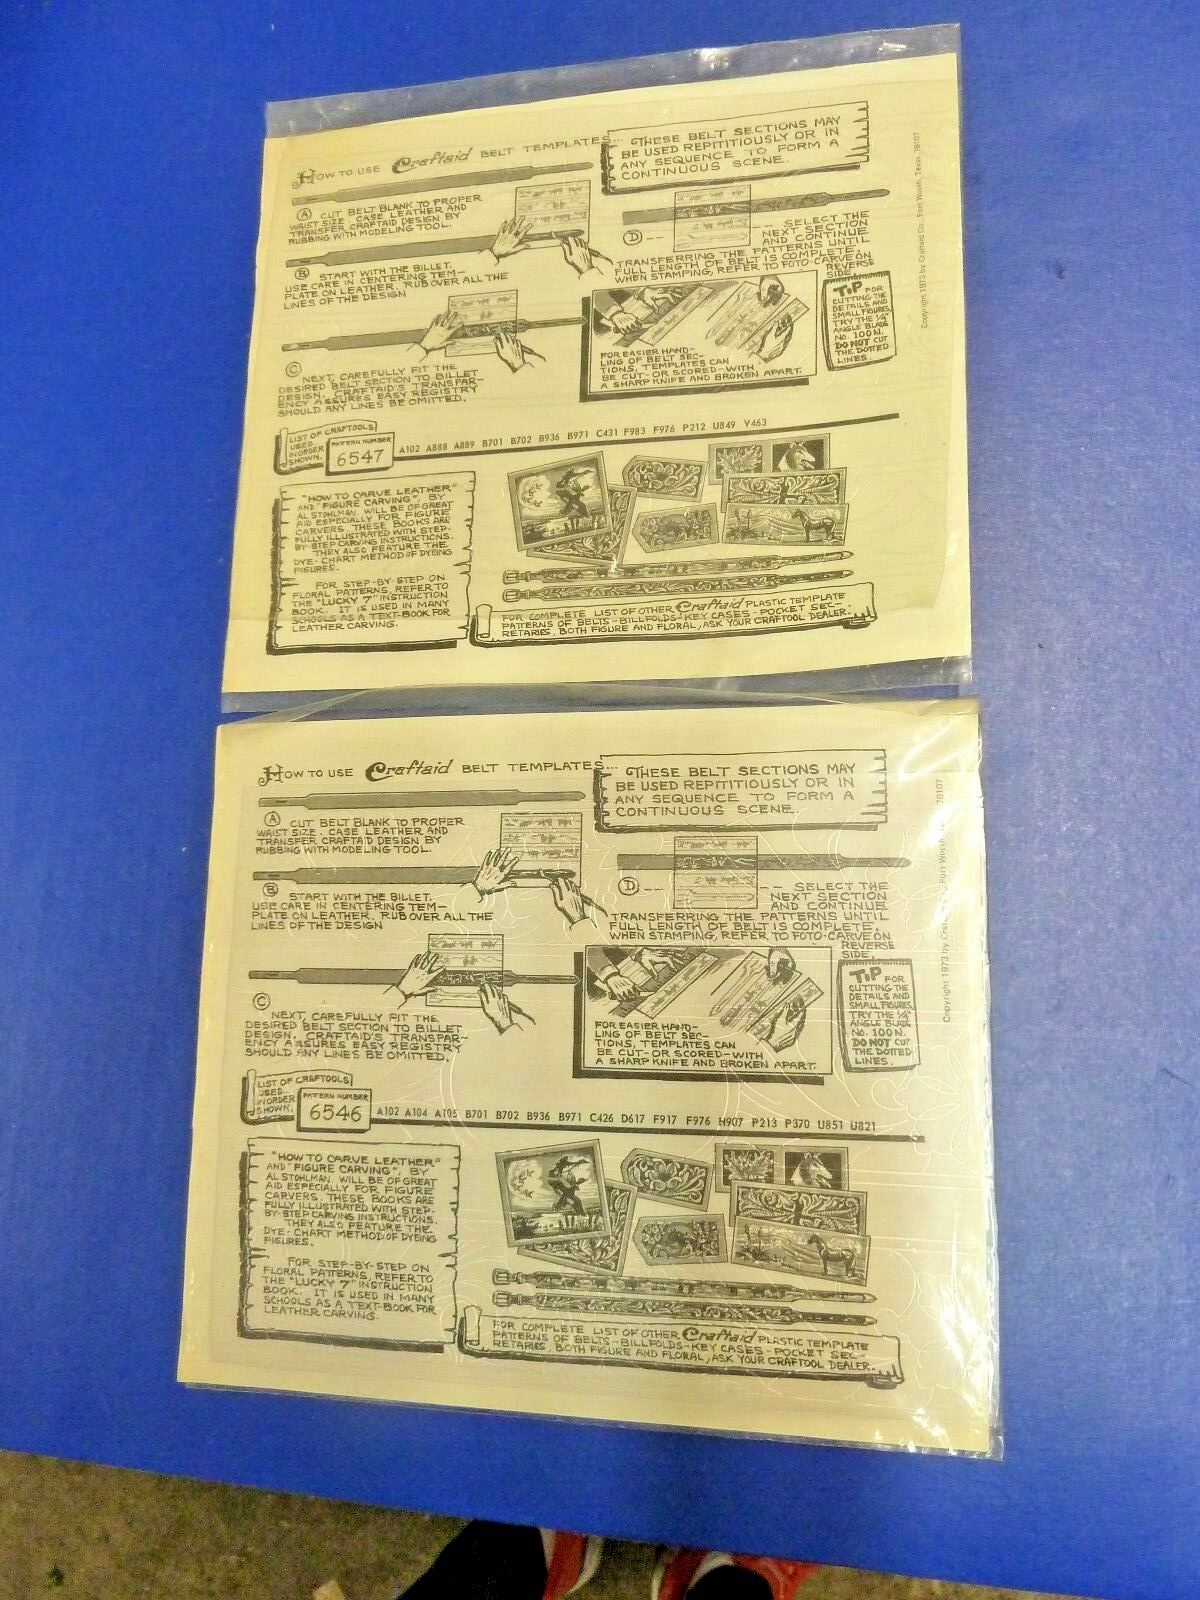 HOW TO USE Craftaid BELT TEMPLATES...
THESE BELT SECTIONS MAY
BE USED REPITITIOUSLY OR IN
ANY SEQUENCE TO FORM A
CONTINUOUS SCENE.
A CUT BELT BLANK TO PROPER
WAIST SIZE. CASE LEATHER AND
TRANSFER CRAFTAID DESIGN BY
RUBBING WITH MODELING TOOL.
B START WITH THE BILLET.
USE CARE IN CENTERING TEM-
PLATE ON LEATHER. RUB OVER ALL THE
LINES OF THE DESIGN
C
NEXT, CAREFULLY FIT THE
DESIRED BELT SECTION TO BILLET
DESIGN. CRAFTAID'S TRANSPAR-
ENCY ASSURES EASY REGISTRY
SHOULD ANY LINES BE OMITTED.
D --- SELECT THE
NEXT SECTION
AND CONTINUE
TRANSFERRING THE PATTERNS UNTIL
FULL LENGTH OF BELT IS COMPLETE.
WHEN STAMPING, REFER TO FOTO-CARVE ON
REVERSE
SIDE.
FOR EASIER HAND-
LING OF BELT SEC-
TIONS, TEMPLATES CAN
BE CUT-OR SCORED-WITH
A SHARP KNIFE AND BROKEN APART.
TIP FOR
CUTTING THE
DETAILS AND
SMALL FIGURES,
TRY THE 1/4"
ANGLE BLADE
NO. 100N.
DO NOT CUT
THE DOTTED
LINES.
Copyright 1973 by Craftaid Co., Fort Worth, Texas 76107
LIST OF CRAFTOOLS
USED
IN ORDER
SHOWN.
PATTERN NUMBER
6547
A102 A888 A889 B701 B702 B936 B971 C431 F983 F976 P212 U849 V463
"HOW TO CARVE LEATHER"
AND "FIGURE CARVING", BY
AL STOHLMAN, WILL BE OF GREAT
AID ESPECIALLY FOR FIGURE
CARVERS. THESE BOOKS ARE
FULLY ILLUSTRATED WITH STEP-
BY-STEP CARVING INSTRUCTIONS.
THEY ALSO FEATURE THE
DYE-CHART METHOD OF DYEING
FIGURES.
FOR STEP-BY-STEP ON
FLORAL PATTERNS, REFER TO
THE "LUCKY 7" INSTRUCTION
BOOK. IT IS USED IN MANY
SCHOOLS AS A TEXT-BOOK FOR
LEATHER CARVING.
FOR COMPLETE LIST OF OTHER Craftaid PLASTIC TEMPLATE
PATTERNS OF BELTS-BILLFOLDS-KEY CASES-POCKET SEC-
RETARIES, BOTH FIGURE AND FLORAL, ASK YOUR CRAFTOOL DEALER.
HOW TO USE Craftaid BELT TEMPLATES...
THESE BELT SECTIONS MAY
BE USED REPITITIOUSLY OR IN
ANY SEQUENCE TO FORM A
CONTINUOUS SCENE.
A CUT BELT BLANK TO PROPER
WAIST SIZE. CASE LEATHER AND
TRANSFER CRAFTAID DESIGN BY
RUBBING WITH MODELING TOOL.
B START WITH THE BILLET.
USE CARE IN CENTERING TEM-
PLATE ON LEATHER. RUB OVER ALL THE
LINES OF THE DESIGN
C
NEXT, CAREFULLY FIT THE
DESIRED BELT SECTION TO BILLET
DESIGN. CRAFTAID'S TRANSPAR-
ENCY ASSURES EASY REGISTRY
SHOULD ANY LINES BE OMITTED.
D --- SELECT THE
NEXT SECTION
AND CONTINUE
TRANSFERRING THE PATTERNS UNTIL
FULL LENGTH OF BELT IS COMPLETE.
WHEN STAMPING, REFER TO FOTO-CARVE ON
REVERSE
SIDE.
FOR EASIER HAND-
LING OF BELT SEC-
TIONS, TEMPLATES CAN
BE CUT-OR SCORED-WITH
A SHARP KNIFE AND BROKEN APART.
TIP FOR
CUTTING THE
DETAILS AND
SMALL FIGURES,
TRY THE 1/4"
ANGLE BLADE
NO. 100N.
DO NOT CUT
THE DOTTED
LINES.
Copyright 1973 by Fort Worth, 76107
LIST OF CRAFTOOLS
USED
IN ORDER
SHOWN.
PATTERN NUMBER
6546
A102 A104 A105 B701 B702 B936 B971 C426 D617 F917 F976 H907 P213 P370 U851 U821
"HOW TO CARVE LEATHER"
AND "FIGURE CARVING", BY
AL STOHLMAN, WILL BE OF GREAT
AID ESPECIALLY FOR FIGURE
CARVERS. THESE BOOKS ARE
FULLY ILLUSTRATED WITH STEP-
BY-STEP CARVING INSTRUCTIONS.
THEY ALSO FEATURE THE
DYE-CHART METHOD OF DYEING
FIGURES.
FOR STEP-BY-STEP ON
FLORAL PATTERNS, REFER TO
THE "LUCKY 7" INSTRUCTION
BOOK. IT IS USED IN MANY
SCHOOLS AS A TEXT-BOOK FOR
LEATHER CARVING.
FOR COMPLETE LIST OF OTHER Craftaid PLASTIC TEMPLATE
PATTERNS OF BELTS-BILLFOLDS-KEY CASES-POCKET SEC-
RETARIES, BOTH FIGURE AND FLORAL, ASK YOUR CRAFTOOL DEALER.